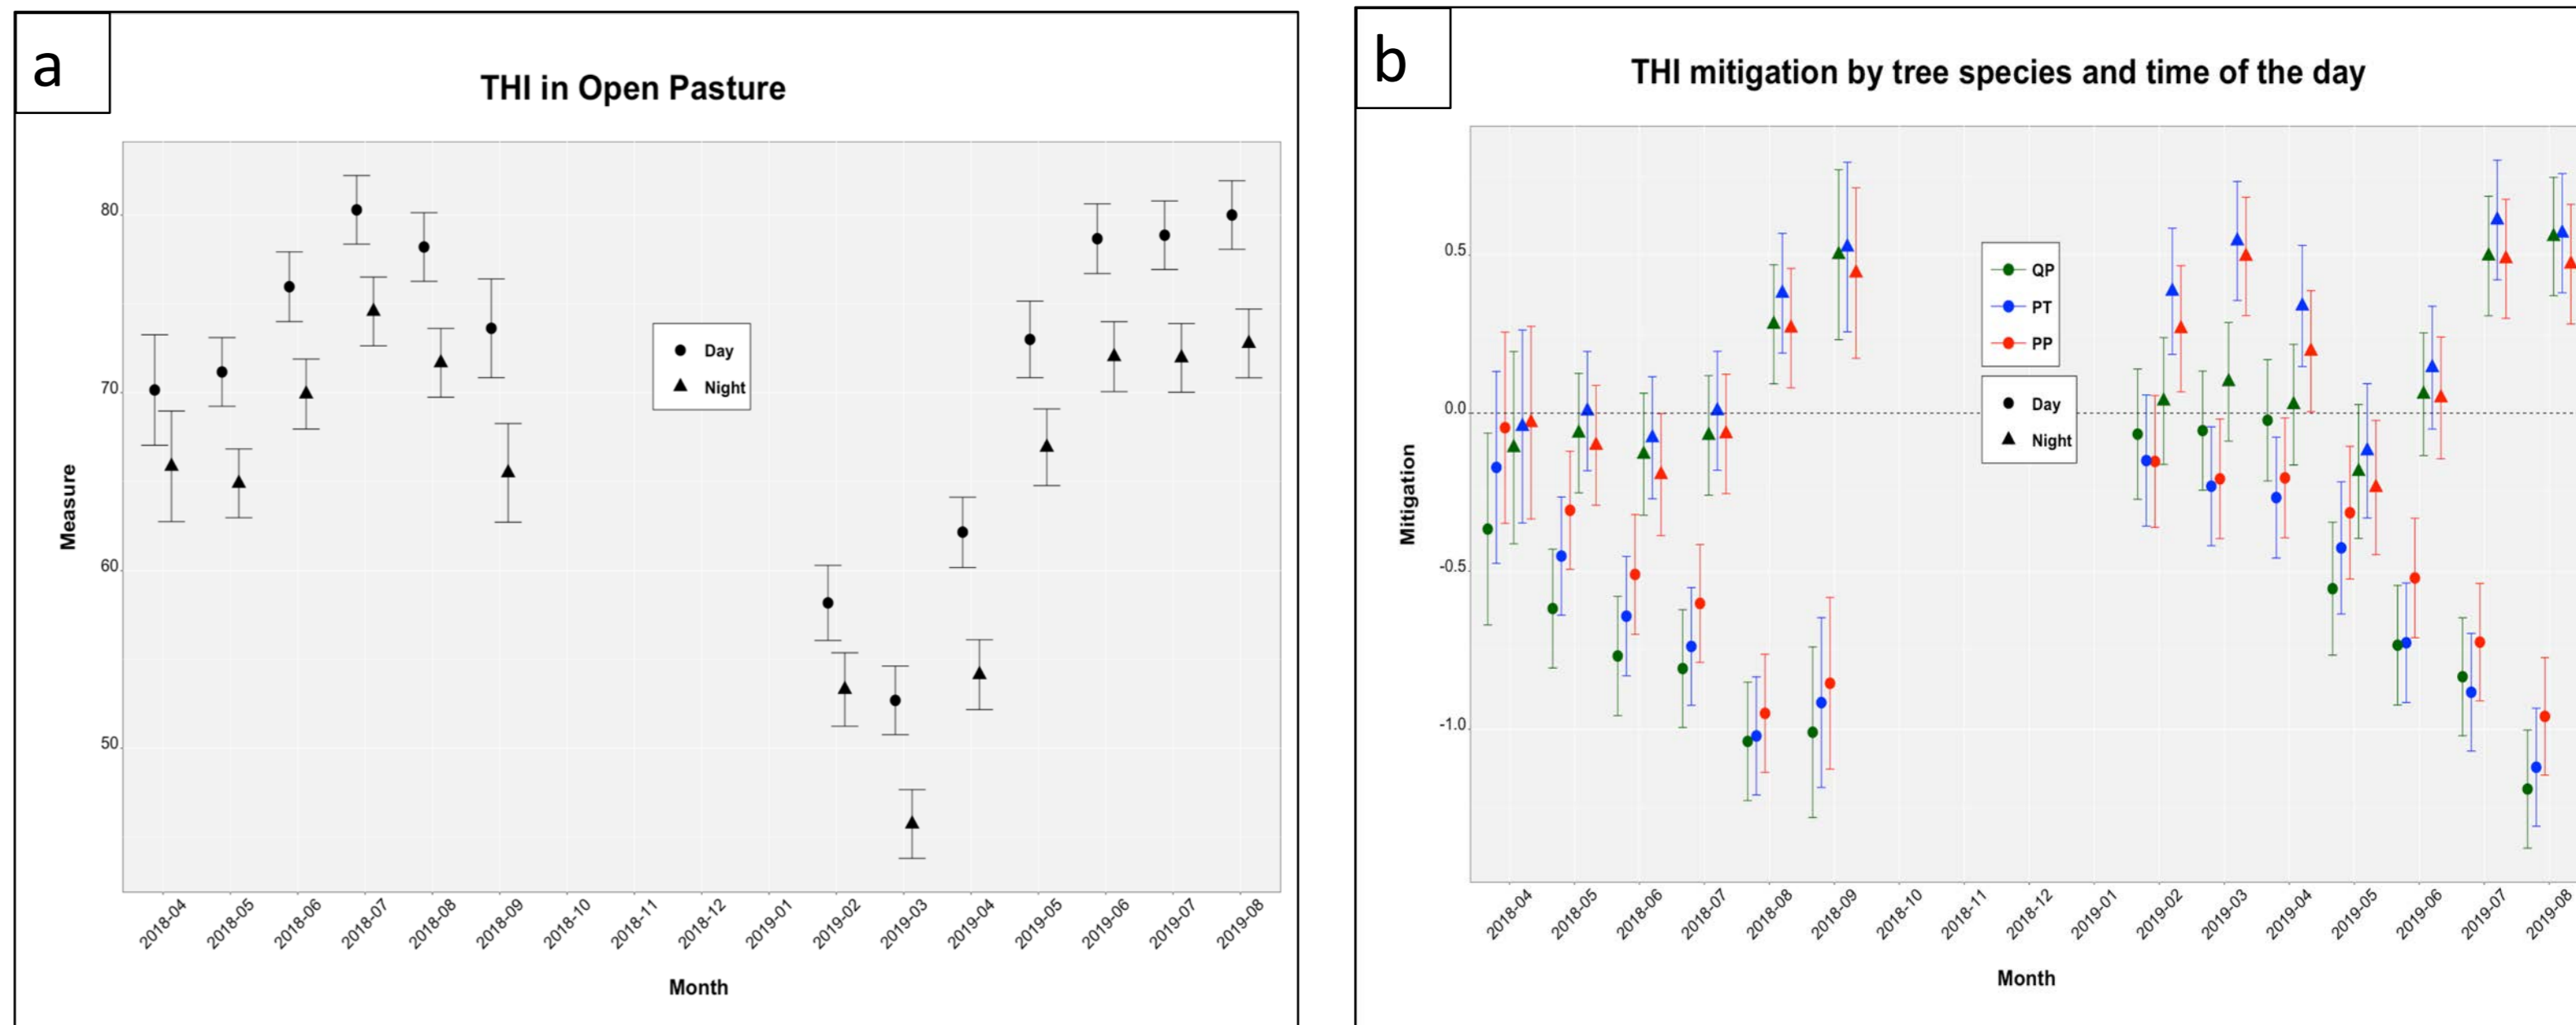 a
THI in Open Pasture
80
70
60
50
Measure
Day
Night
2018-04
2018-05
2018-06
2018-07
2018-08
2018-09
2018-10
2018-11
2018-12
2019-01
2019-02
2019-03
2019-04
2019-05
2019-06
2019-07
2019-08
Month
b
THI mitigation by tree species and time of the day
0.5
0.0
-0.5
-1.0
Mitigation
QP
PT
PP
Day
Night
2018-04
2018-05
2018-06
2018-07
2018-08
2018-09
2018-10
2018-11
2018-12
2019-01
2019-02
2019-03
2019-04
2019-05
2019-06
2019-07
2019-08
Month